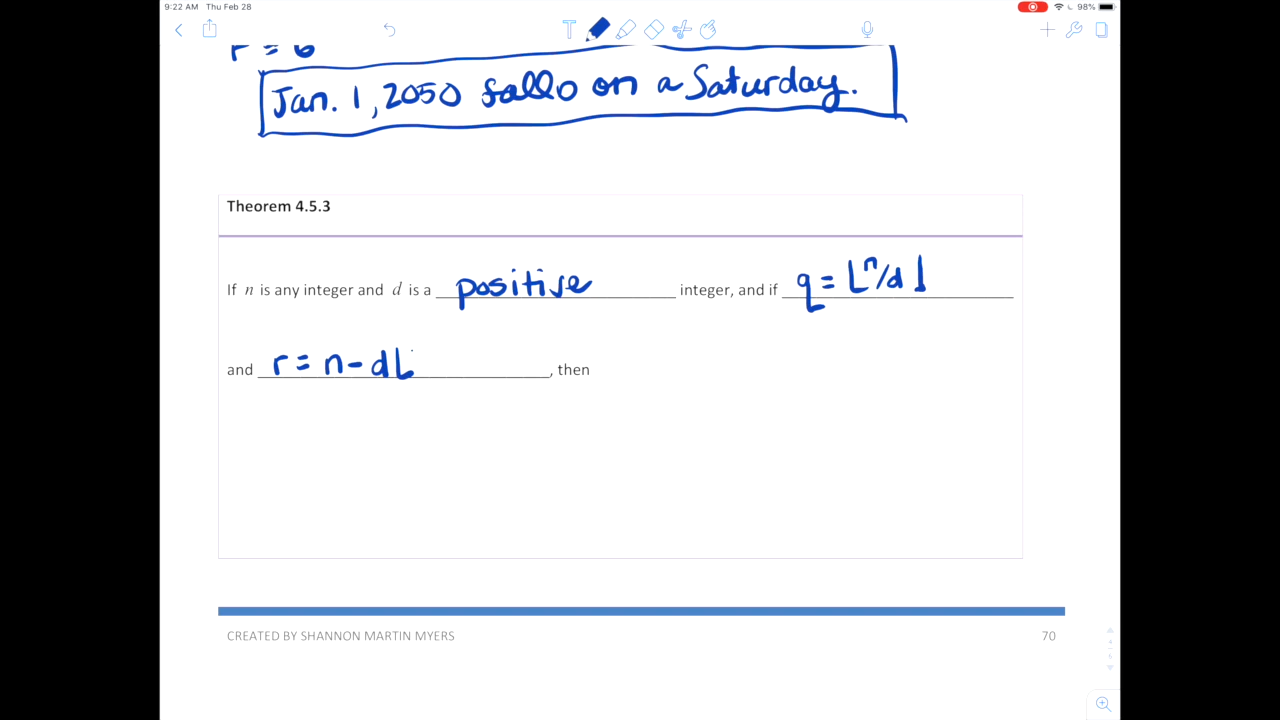 9:22 AM Thu Feb 28 98%
r = 6
Jan. 1, 2050 falls on a Saturday.
Theorem 4.5.3
If n is any integer and d is a positive integer, and if q = ⌊n/d⌋
and r = n - d⌊ , then
CREATED BY SHANNON MARTIN MYERS 70